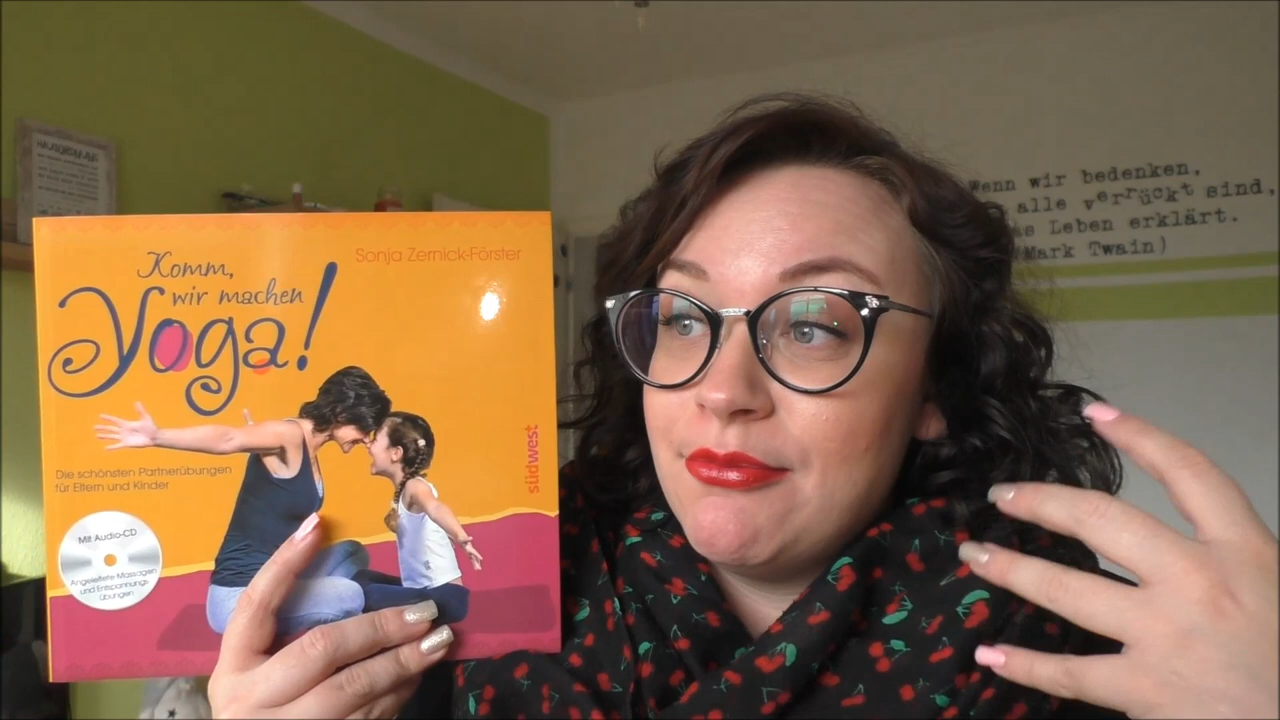 HAUSORDNUNG
Komm,
wir machen
Yoga!
Sonja Zernick-Förster
Die schönsten Partnerübungen
für Eltern und Kinder
südwest
Mit Audio-CD
Angeleitete Massagen
und Entspannungs-
übungen
Wenn wir bedenken,
alle verrückt sind,
Leben erklärt.
Mark Twain)